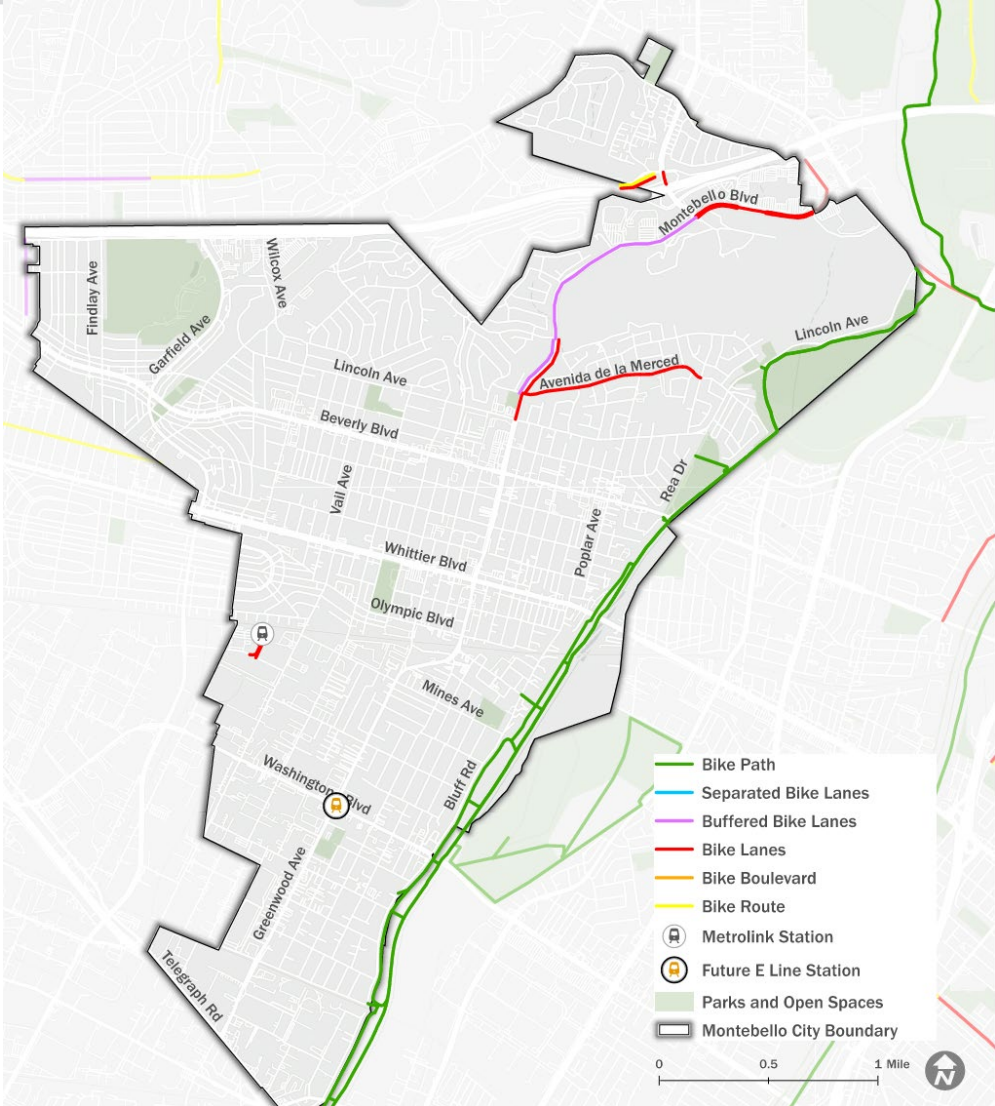 Montebello Blvd
Wilcox Ave
Findlay Ave
Garfield Ave
Lincoln Ave
Lincoln Ave
Avenida de la Merced
Beverly Blvd
Vail Ave
Rea Dr
Poplar Ave
Whittier Blvd
Olympic Blvd
Mines Ave
Washington Blvd
Bluff Rd
Greenwood Ave
Telegraph Rd
Bike Path
Separated Bike Lanes
Buffered Bike Lanes
Bike Lanes
Bike Boulevard
Bike Route
Metrolink Station
Future E Line Station
Parks and Open Spaces
Montebello City Boundary
0 0.5 1 Mile
N